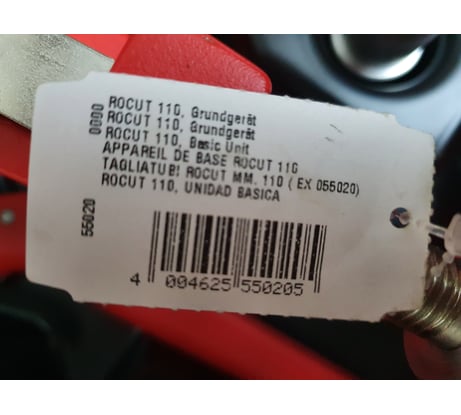 0000
ROCUT 110, Grundgerät
ROCUT 110, Grundgerät
ROCUT 110, Basic Unit
APPAREIL DE BASE ROCUT 110
TAGLIATUBI ROCUT MM. 110 ( EX 055020)
ROCUT 110, UNIDAD BASICA
55020
4 004625 550205